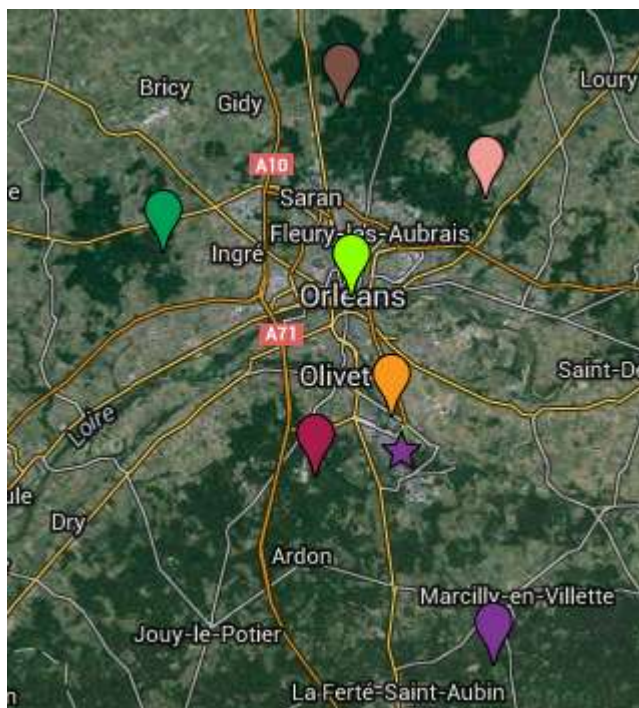 Loury
Bricy
Gidy
A10
Saran
Fleury-les-Aubrais
Ingré
Orléans
A71
Olivet
Saint-De
Loire
ule
Dry
Ardon
Marcilly-en-Villette
Jouy-le-Potier
La Ferté-Saint-Aubin